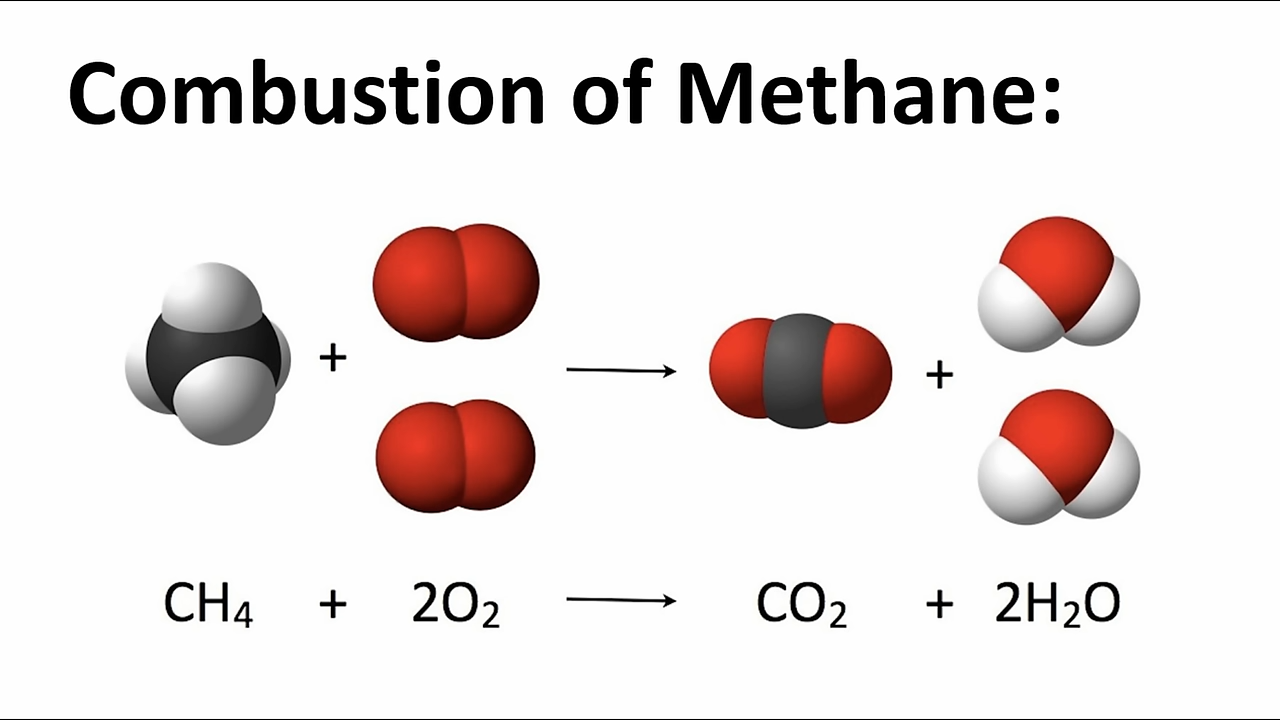 Combustion of Methane:
+ +
CH₄ + 2O₂ ⟶ CO₂ + 2H₂O